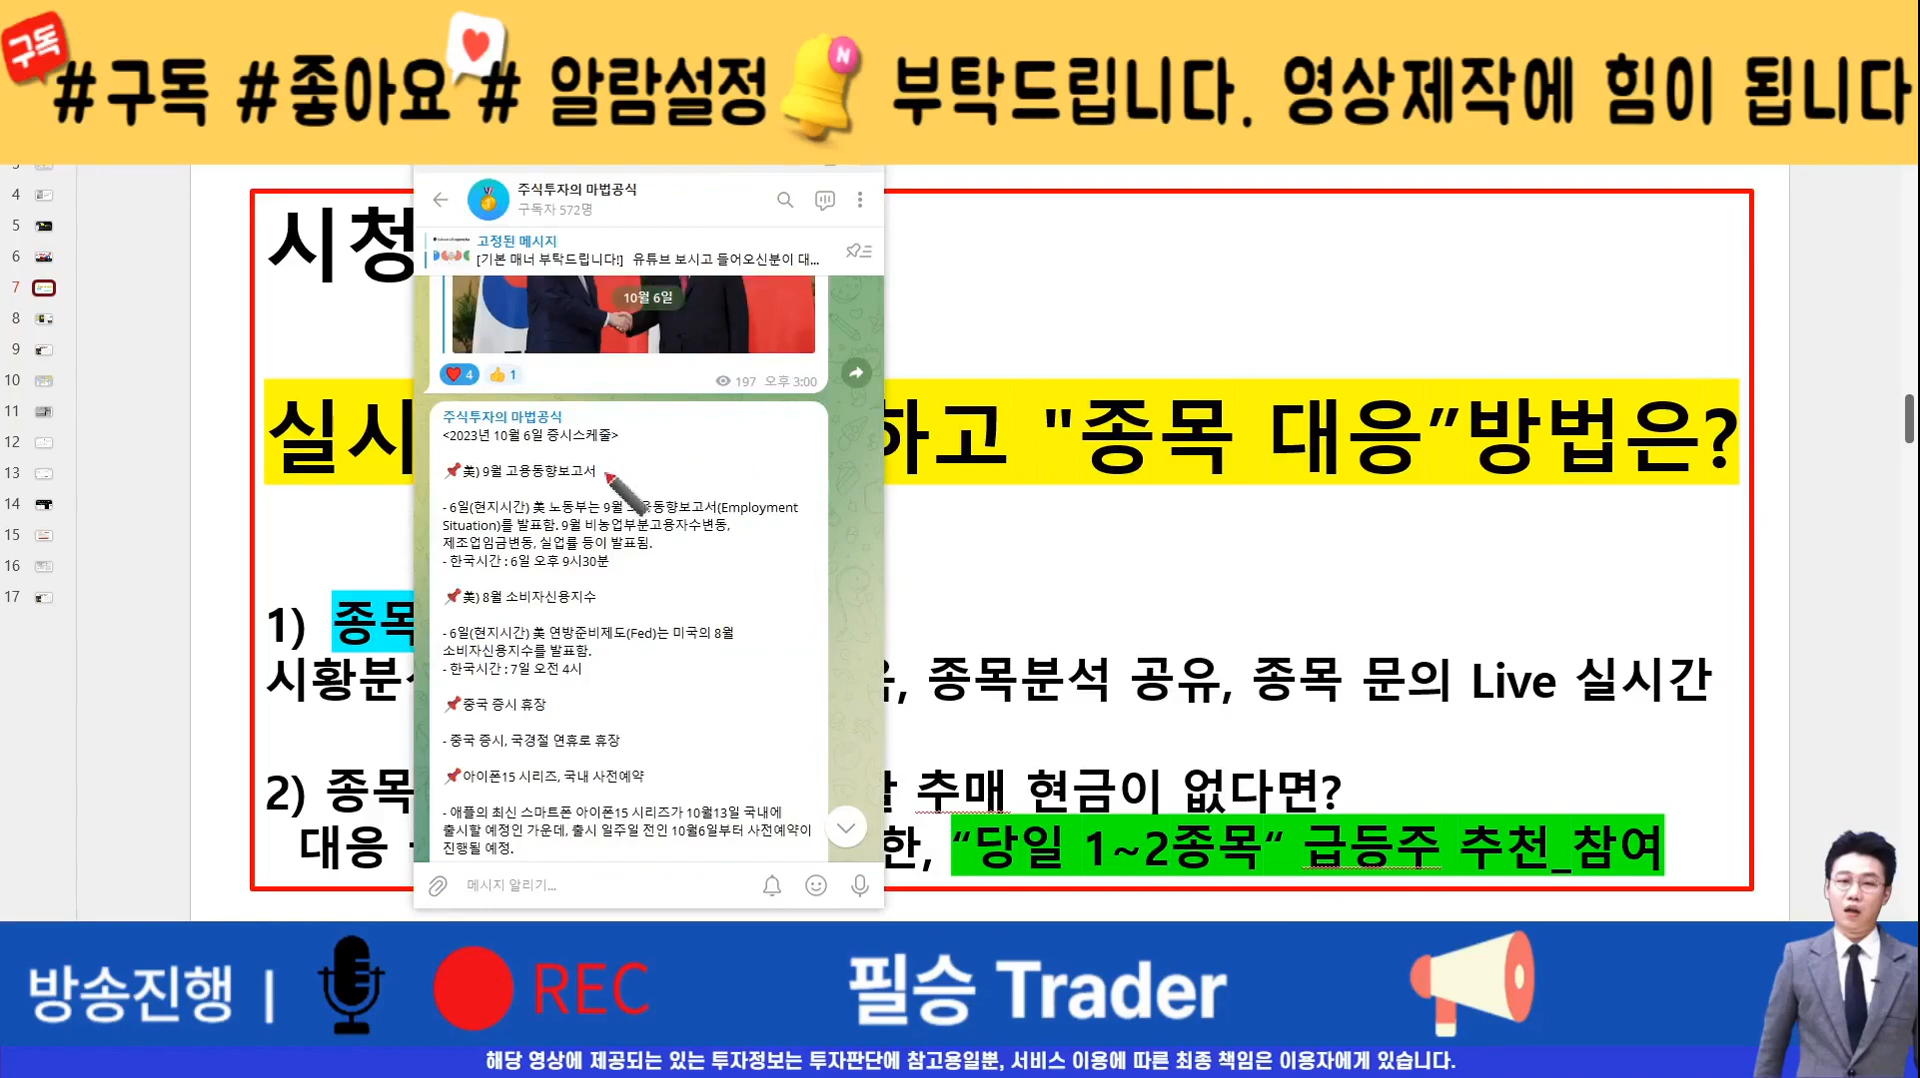 구독
#구독 #좋아요 # 알람설정 N 부탁드립니다. 영상제작에 힘이 됩니다
4
5
6
7
8
9
10
11
12
13
14
15
16
17
시청
실시
하고 "종목 대응”방법은?
1) 종목
시황분
, 종목분석 공유, 종목 문의 Live 실시간
2) 종목
추매 현금이 없다면?
대응
한, “당일 1~2종목“ 급등주 추천_참여
주식투자의 마법공식
구독자 572명
고정된 메시지
[기본 매너 부탁드립니다!] 유튜브 보시고 들어오신분이 대...
10월 6일
4
1
197 오후 3:00
주식투자의 마법공식
<2023년 10월 6일 증시스케줄>
美) 9월 고용동향보고서
- 6일(현지시간) 美 노동부는 9월 고용동향보고서(Employment
Situation)를 발표함. 9월 비농업부분고용자수변동,
제조업임금변동, 실업률 등이 발표됨.
- 한국시간 : 6일 오후 9시30분
美) 8월 소비자신용지수
- 6일(현지시간) 美 연방준비제도(Fed)는 미국의 8월
소비자신용지수를 발표함.
- 한국시간 : 7일 오전 4시
중국 증시 휴장
- 중국 증시, 국경절 연휴로 휴장
아이폰15 시리즈, 국내 사전예약
- 애플의 최신 스마트폰 아이폰15 시리즈가 10월13일 국내에
출시할 예정인 가운데, 출시 일주일 전인 10월6일부터 사전예약이
진행될 예정.
메시지 알리기...
방송진행 |
REC
필승 Trader
해당 영상에 제공되는 있는 투자정보는 투자판단에 참고용일뿐, 서비스 이용에 따른 최종 책임은 이용자에게 있습니다.